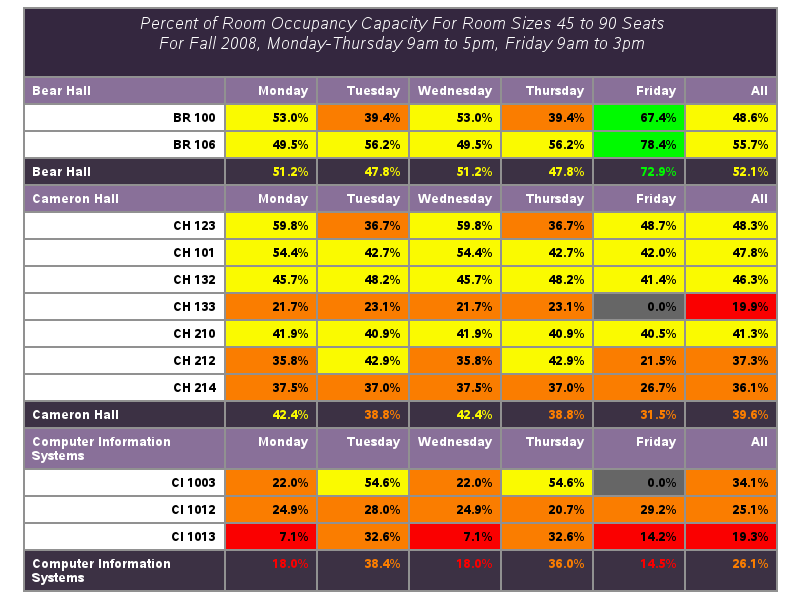 Percent of Room Occupancy Capacity For Room Sizes 45 to 90 Seats
For Fall 2008, Monday-Thursday 9am to 5pm, Friday 9am to 3pm
Bear Hall Monday Tuesday Wednesday Thursday Friday All
BR 100 53.0% 39.4% 53.0% 39.4% 67.4% 48.6%
BR 106 49.5% 56.2% 49.5% 56.2% 78.4% 55.7%
Bear Hall 51.2% 47.8% 51.2% 47.8% 72.9% 52.1%
Cameron Hall Monday Tuesday Wednesday Thursday Friday All
CH 123 59.8% 36.7% 59.8% 36.7% 48.7% 48.3%
CH 101 54.4% 42.7% 54.4% 42.7% 42.0% 47.8%
CH 132 45.7% 48.2% 45.7% 48.2% 41.4% 46.3%
CH 133 21.7% 23.1% 21.7% 23.1% 0.0% 19.9%
CH 210 41.9% 40.9% 41.9% 40.9% 40.5% 41.3%
CH 212 35.8% 42.9% 35.8% 42.9% 21.5% 37.3%
CH 214 37.5% 37.0% 37.5% 37.0% 26.7% 36.1%
Cameron Hall 42.4% 38.8% 42.4% 38.8% 31.5% 39.6%
Computer Information Monday Tuesday Wednesday Thursday Friday All
Systems
CI 1003 22.0% 54.6% 22.0% 54.6% 0.0% 34.1%
CI 1012 24.9% 28.0% 24.9% 20.7% 29.2% 25.1%
CI 1013 7.1% 32.6% 7.1% 32.6% 14.2% 19.3%
Computer Information 18.0% 38.4% 18.0% 36.0% 14.5% 26.1%
Systems